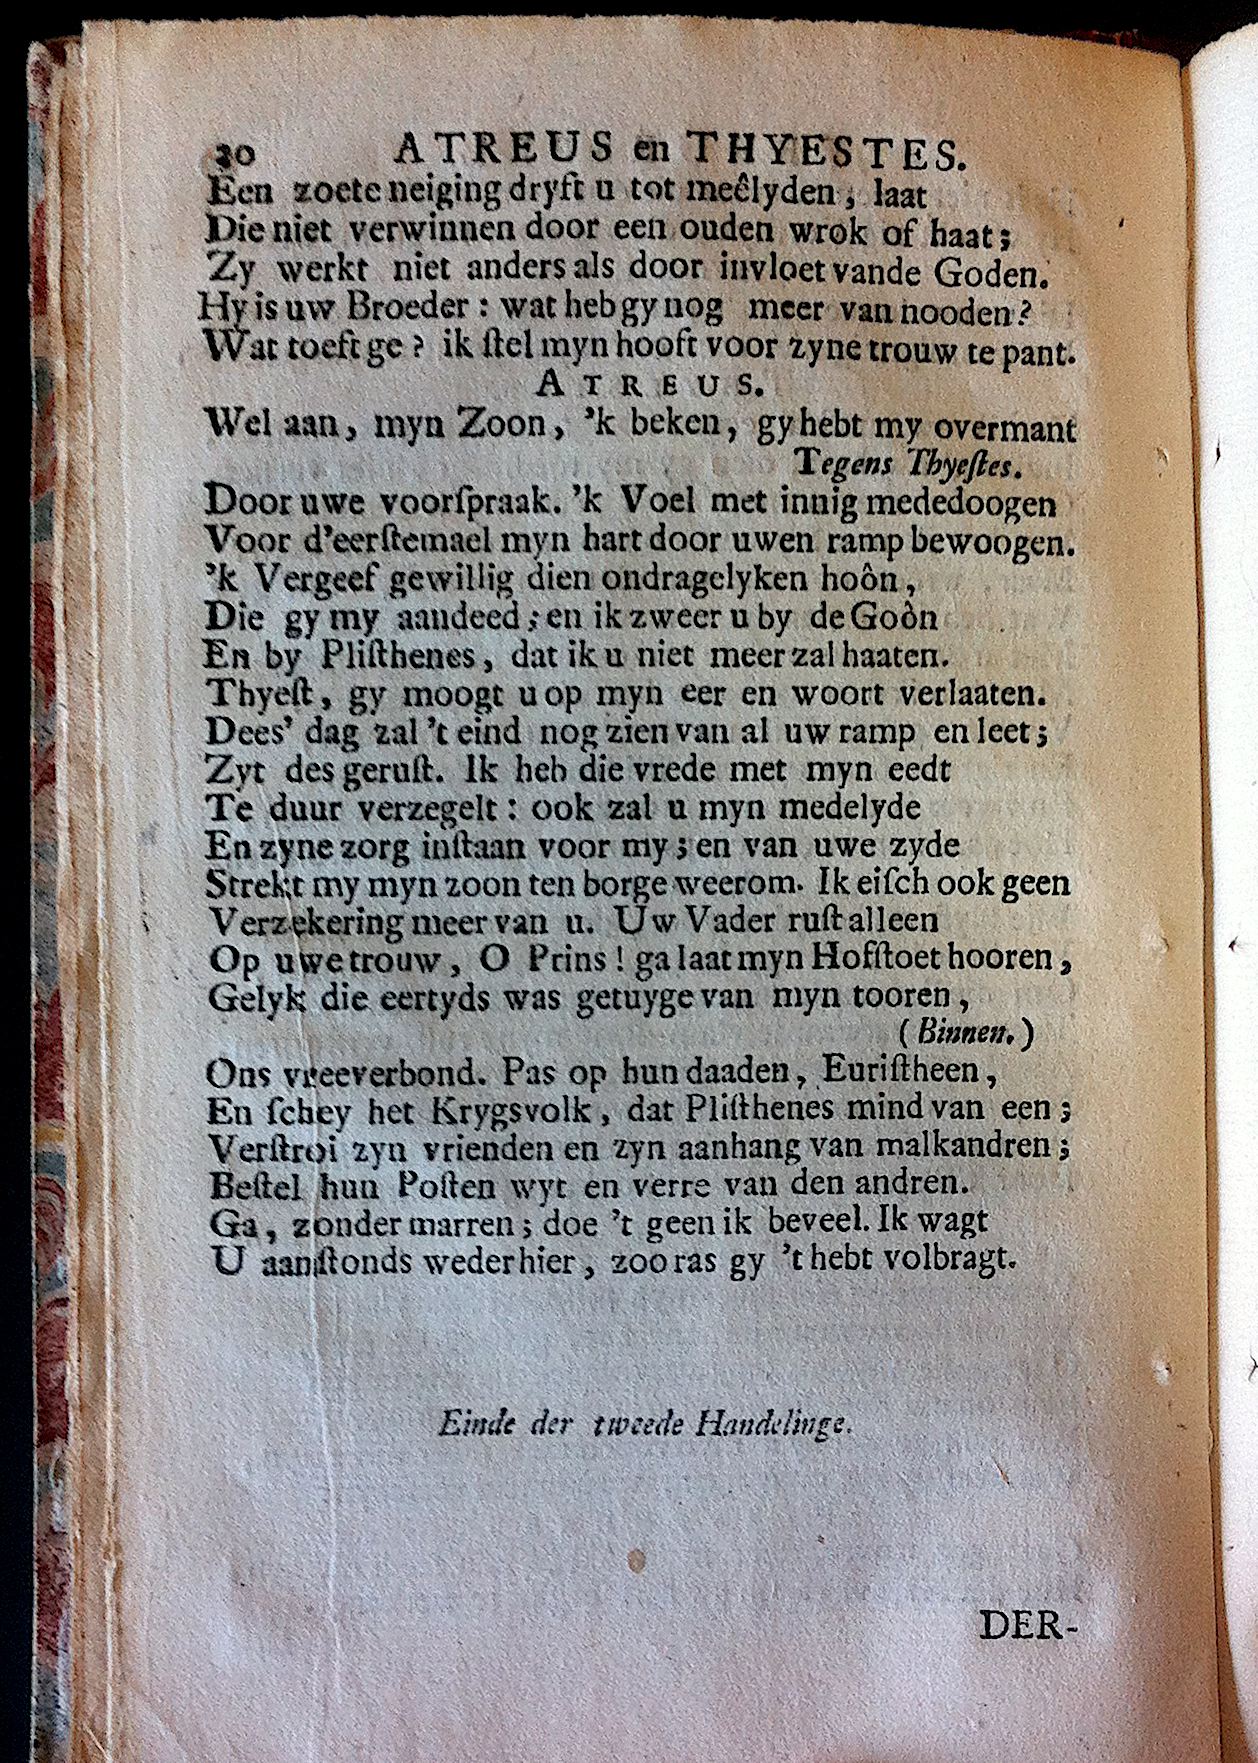 30 ATREUS en THYESTES.
Een zoete neiging dryft u tot meêlyden, laat
Die niet verwinnen door een ouden wrok of haat;
Zy werkt niet anders als door invloet vande Goden.
Hy is uw Broeder: wat heb gy nog meer van nooden?
Wat toeft ge? ik ſtel myn hooft voor zyne trouw te pant.
ATREUS.
Wel aan, myn Zoon, 'k beken, gy hebt my overmant
Tegens Thyeſtes.
Door uwe voorſpraak. 'k Voel met innig mededoogen
Voor d'eerſtemael myn hart door uwen ramp bewoogen.
'k Vergeef gewillig dien ondragelyken hoôn,
Die gy my aandeed; en ik zweer u by de Goôn
En by Pliſthenes, dat ik u niet meer zal haaten.
Thyeſt, gy moogt u op myn eer en woort verlaaten.
Dees' dag zal 't eind nog zien van al uw ramp en leet;
Zyt des geruſt. Ik heb die vrede met myn eedt
Te duur verzegelt: ook zal u myn medelyde
En zyne zorg inſtaan voor my; en van uwe zyde
Strekt my myn zoon ten borge weerom. Ik eiſch ook geen
Verzekering meer van u. Uw Vader ruſt alleen
Op uwe trouw, O Prins! ga laat myn Hofſtoet hooren,
Gelyk die eertyds was getuyge van myn tooren,
(Binnen.)
Ons vreeverbond. Pas op hun daaden, Euriſtheen,
En ſchey het Krygsvolk, dat Pliſthenes mind van een;
Verſtroi zyn vrienden en zyn aanhang van malkandren;
Beſtel hun Poſten wyt en verre van den andren.
Ga, zonder marren; doe 't geen ik beveel. Ik wagt
U aanſtonds weder hier, zoo ras gy 't hebt volbragt.
Einde der tweede Handelinge.
DER-